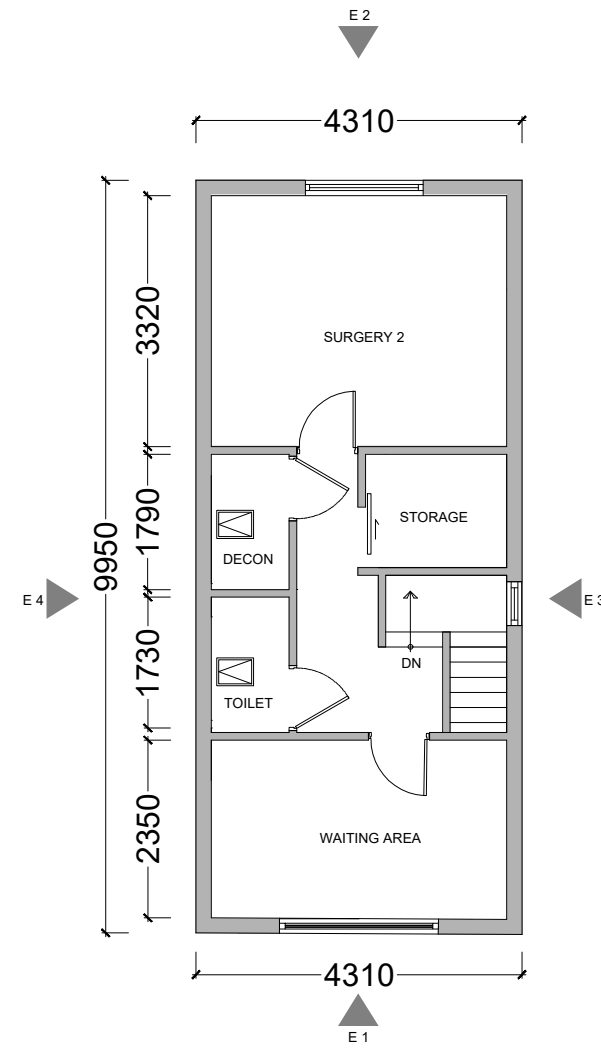 E 2
4310
3320
SURGERY 2
9950
1790
STORAGE
DECON
E 4
E 3
1730
DN
TOILET
2350
WAITING AREA
4310
E 1